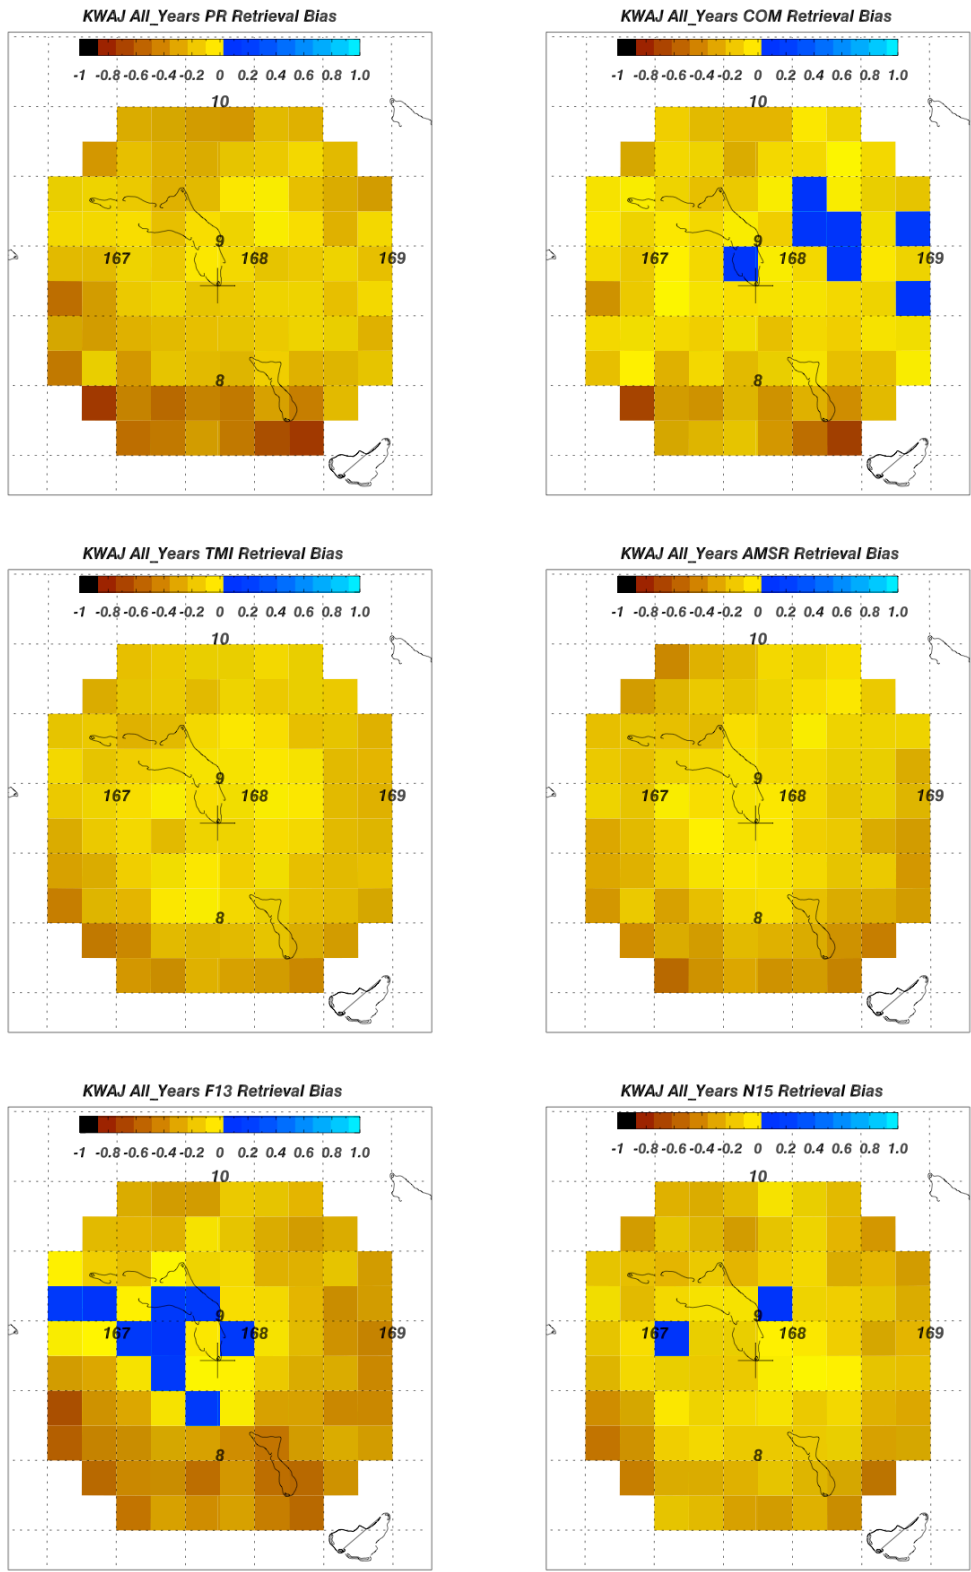 KWAJ All_Years PR Retrieval Bias
-1 -0.8 -0.6 -0.4 -0.2 0 0.2 0.4 0.6 0.8 1.0
10
9
167 168 169
8
KWAJ All_Years COM Retrieval Bias
-1 -0.8 -0.6 -0.4 -0.2 0 0.2 0.4 0.6 0.8 1.0
10
9
167 168 169
8
KWAJ All_Years TMI Retrieval Bias
-1 -0.8 -0.6 -0.4 -0.2 0 0.2 0.4 0.6 0.8 1.0
10
9
167 168 169
8
KWAJ All_Years AMSR Retrieval Bias
-1 -0.8 -0.6 -0.4 -0.2 0 0.2 0.4 0.6 0.8 1.0
10
9
167 168 169
8
KWAJ All_Years F13 Retrieval Bias
-1 -0.8 -0.6 -0.4 -0.2 0 0.2 0.4 0.6 0.8 1.0
10
9
167 168 169
8
KWAJ All_Years N15 Retrieval Bias
-1 -0.8 -0.6 -0.4 -0.2 0 0.2 0.4 0.6 0.8 1.0
10
9
167 168 169
8